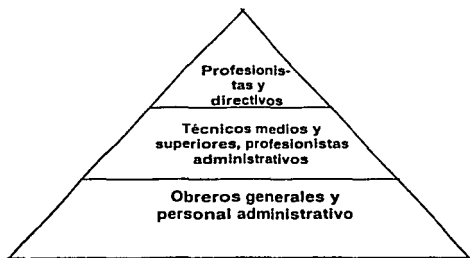 Profesionis-
tas y
directivos
Técnicos medios y
superiores, profesionistas
administrativos
Obreros generales y
personal administrativo